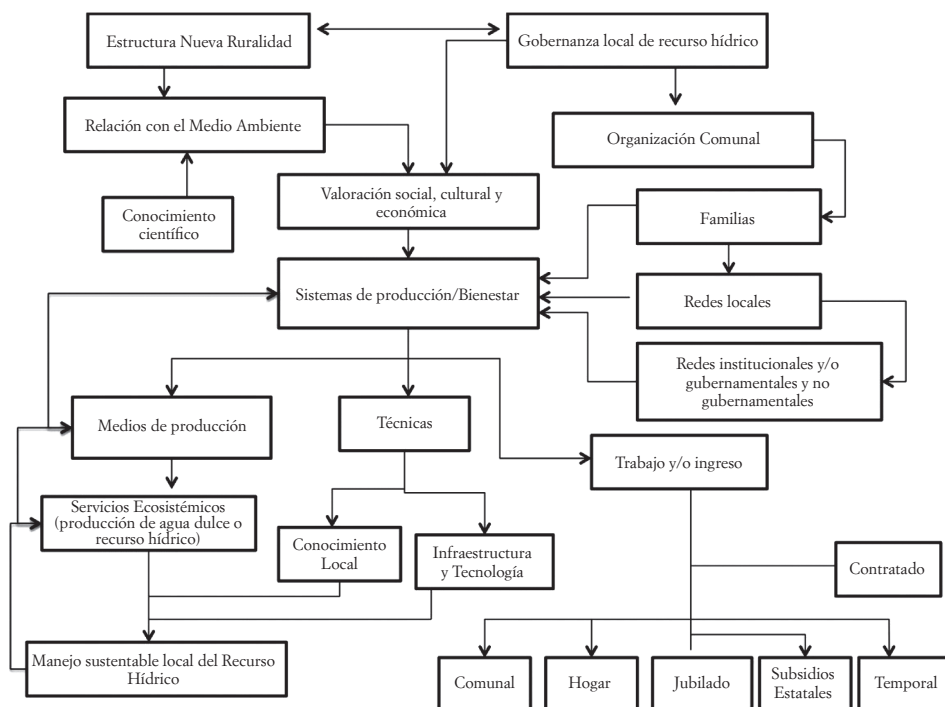 Estructura Nueva Ruralidad
Gobernanza local de recurso hídrico
Relación con el Medio Ambiente
Organización Comunal
Conocimiento
científico
Valoración social, cultural y
económica
Familias
Sistemas de producción/Bienestar
Redes locales
Redes institucionales y/o
gubernamentales y no
gubernamentales
Medios de producción
Técnicas
Trabajo y/o ingreso
Servicios Ecosistémicos
(producción de agua dulce o
recurso hídrico)
Conocimiento
Local
Infraestructura
y Tecnología
Contratado
Manejo sustentable local del Recurso
Hídrico
Comunal
Hogar
Jubilado
Subsidios
Estatales
Temporal